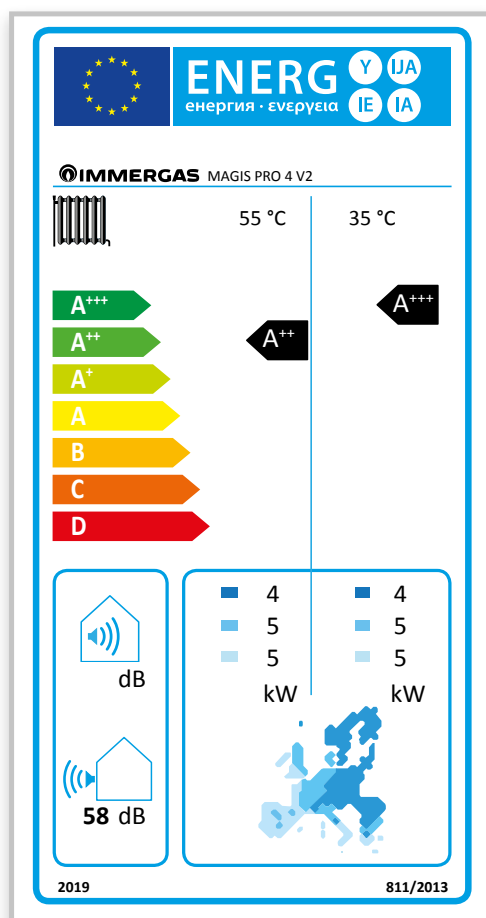 ENERG Y IJA
енергия · ενεργεια IE IA
IMMERGAS MAGIS PRO 4 V2
55 °C 35 °C
A+++ A+++
A++ A++
A+
A
B
C
D
4 4
5 5
5 5
kW kW
dB
58 dB
2019 811/2013